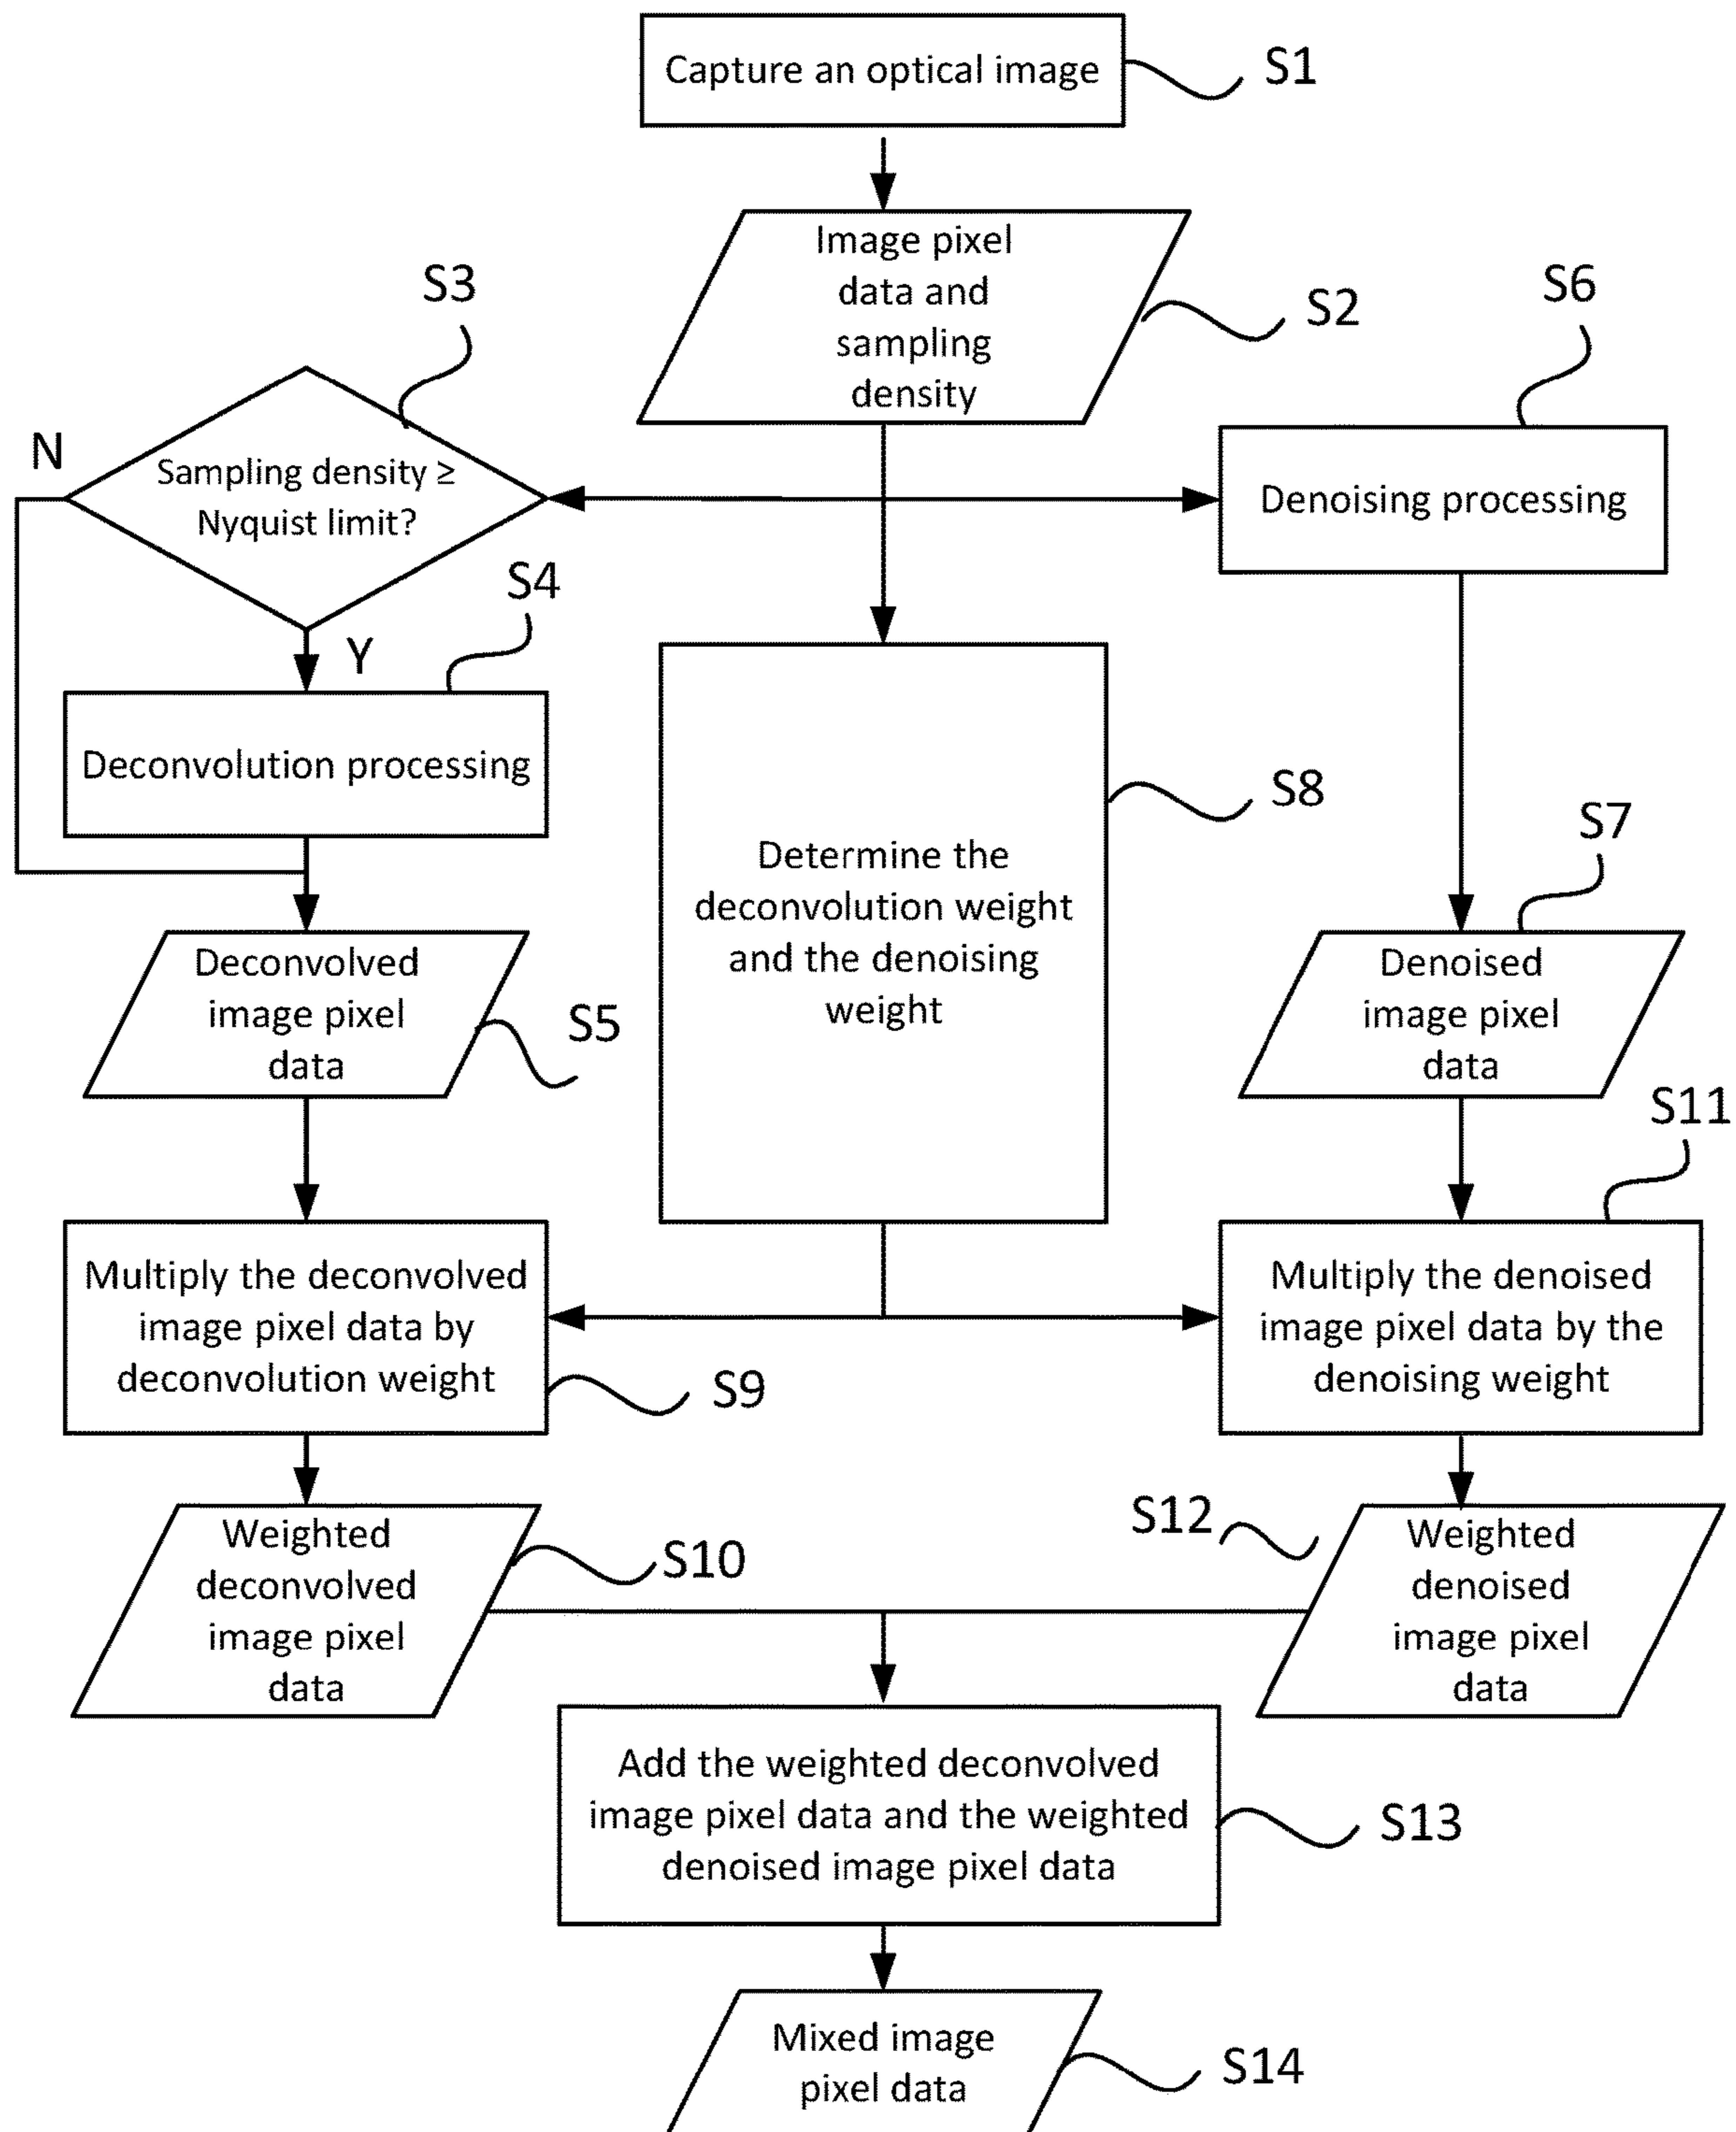 Capture an optical image
S1
Image pixel
data and
sampling
density
S2
S3
S6
N
Sampling density ≥
Nyquist limit?
Denoising processing
Y
S4
Deconvolution processing
S8
Determine the
deconvolution weight
and the denoising
weight
S7
Deconvolved
image pixel
data
S5
Denoised
image pixel
data
S11
Multiply the deconvolved
image pixel data by
deconvolution weight
S9
Multiply the denoised
image pixel data by the
denoising weight
Weighted
deconvolved
image pixel
data
S10
S12
Weighted
denoised
image pixel
data
Add the weighted deconvolved
image pixel data and the weighted
denoised image pixel data
S13
Mixed image
pixel data
S14